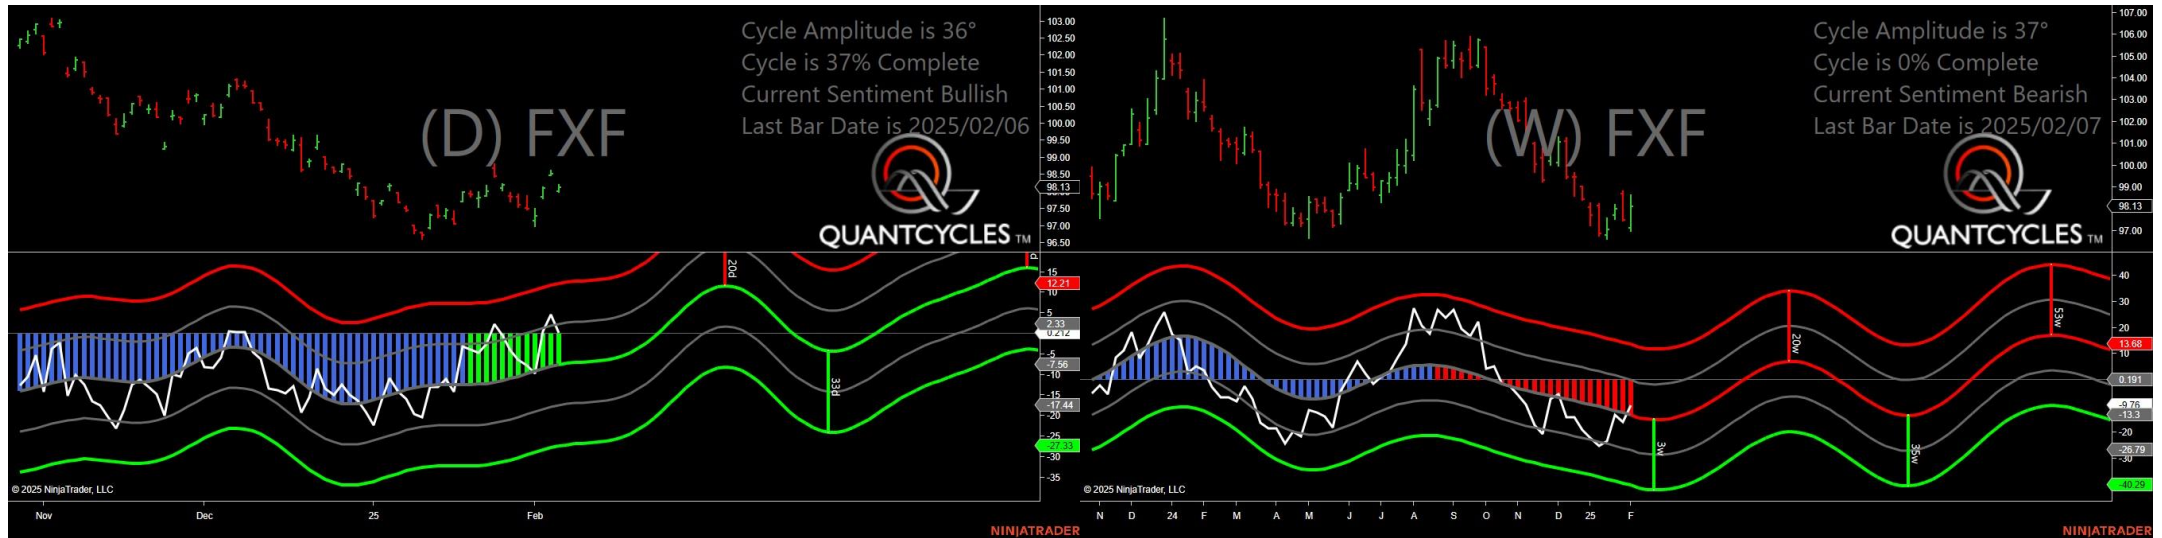 Cycle Amplitude is 36°
Cycle is 37% Complete
Current Sentiment Bullish
Last Bar Date is 2025/02/06
(D) FXF
QUANTCYCLES TM
103.00
102.50
102.00
101.50
101.00
100.50
100.00
99.50
99.00
98.50
98.13
97.50
97.00
96.50
20d
33d
15
12.21
10
5
2.33
0.212
-5
-7.56
-10
-15
-17.44
-20
-25
-27.33
-30
-35
© 2025 NinjaTrader, LLC
Nov
Dec
25
Feb
NINJATRADER
Cycle Amplitude is 37°
Cycle is 0% Complete
Current Sentiment Bearish
Last Bar Date is 2025/02/07
(W) FXF
QUANTCYCLES TM
107.00
106.00
105.00
104.00
103.00
102.00
101.00
100.00
99.00
98.13
97.00
3w
20w
35w
53w
40
30
20
13.68
10
0.191
-9.76
-13.3
-20
-26.79
-30
-40.29
© 2025 NinjaTrader, LLC
N
D
24
F
M
A
M
J
J
A
S
O
N
D
25
F
NINJATRADER